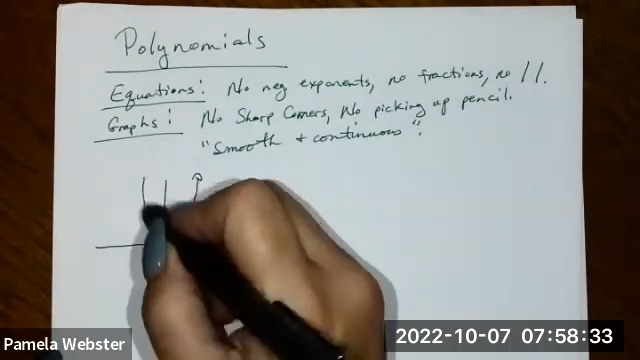 Polynomials
Equations: No neg exponents, no fractions, no | |.
Graphs: No Sharp Corners, No picking up pencil.
"Smooth + continuous".
Pamela Webster
2022-10-07 07:58:33